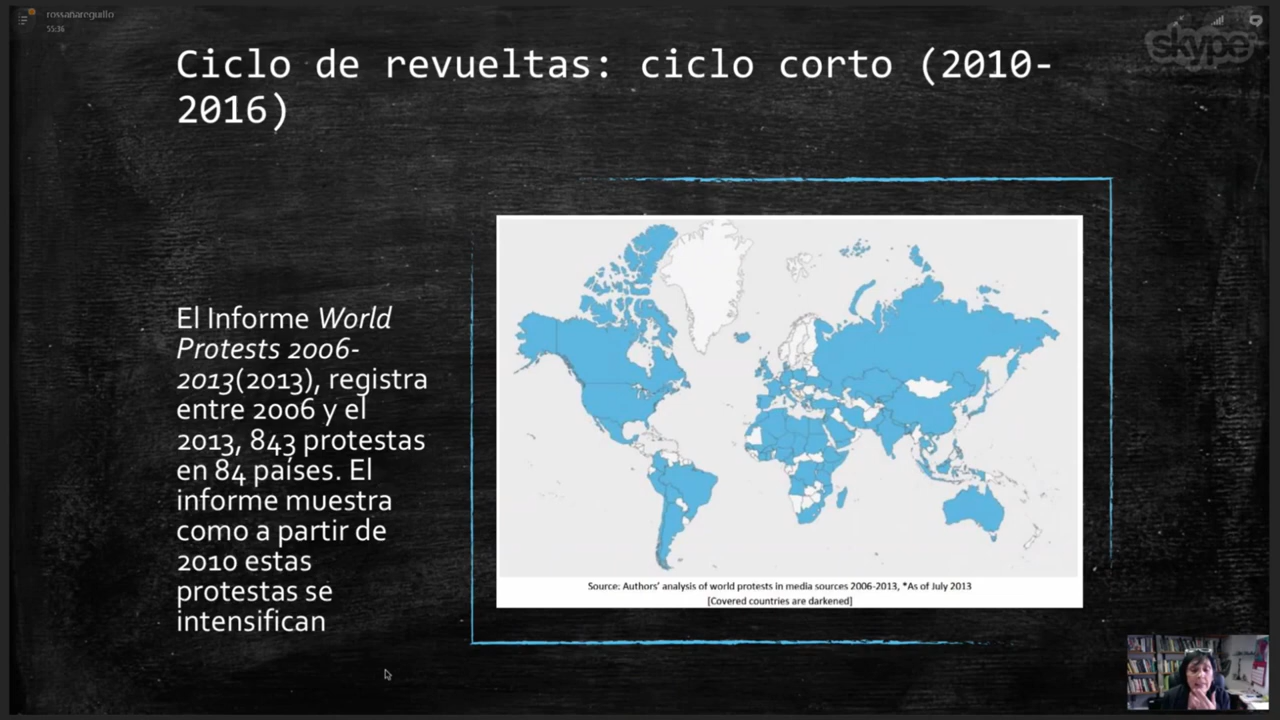 rossañareguillo
55:36
skype
Ciclo de revueltas: ciclo corto (2010-
2016)
El Informe World
Protests 2006-
2013(2013), registra
entre 2006 y el
2013, 843 protestas
en 84 países. El
informe muestra
como a partir de
2010 estas
protestas se
intensifican
Source: Authors' analysis of world protests in media sources 2006-2013, *As of July 2013
[Covered countries are darkened]